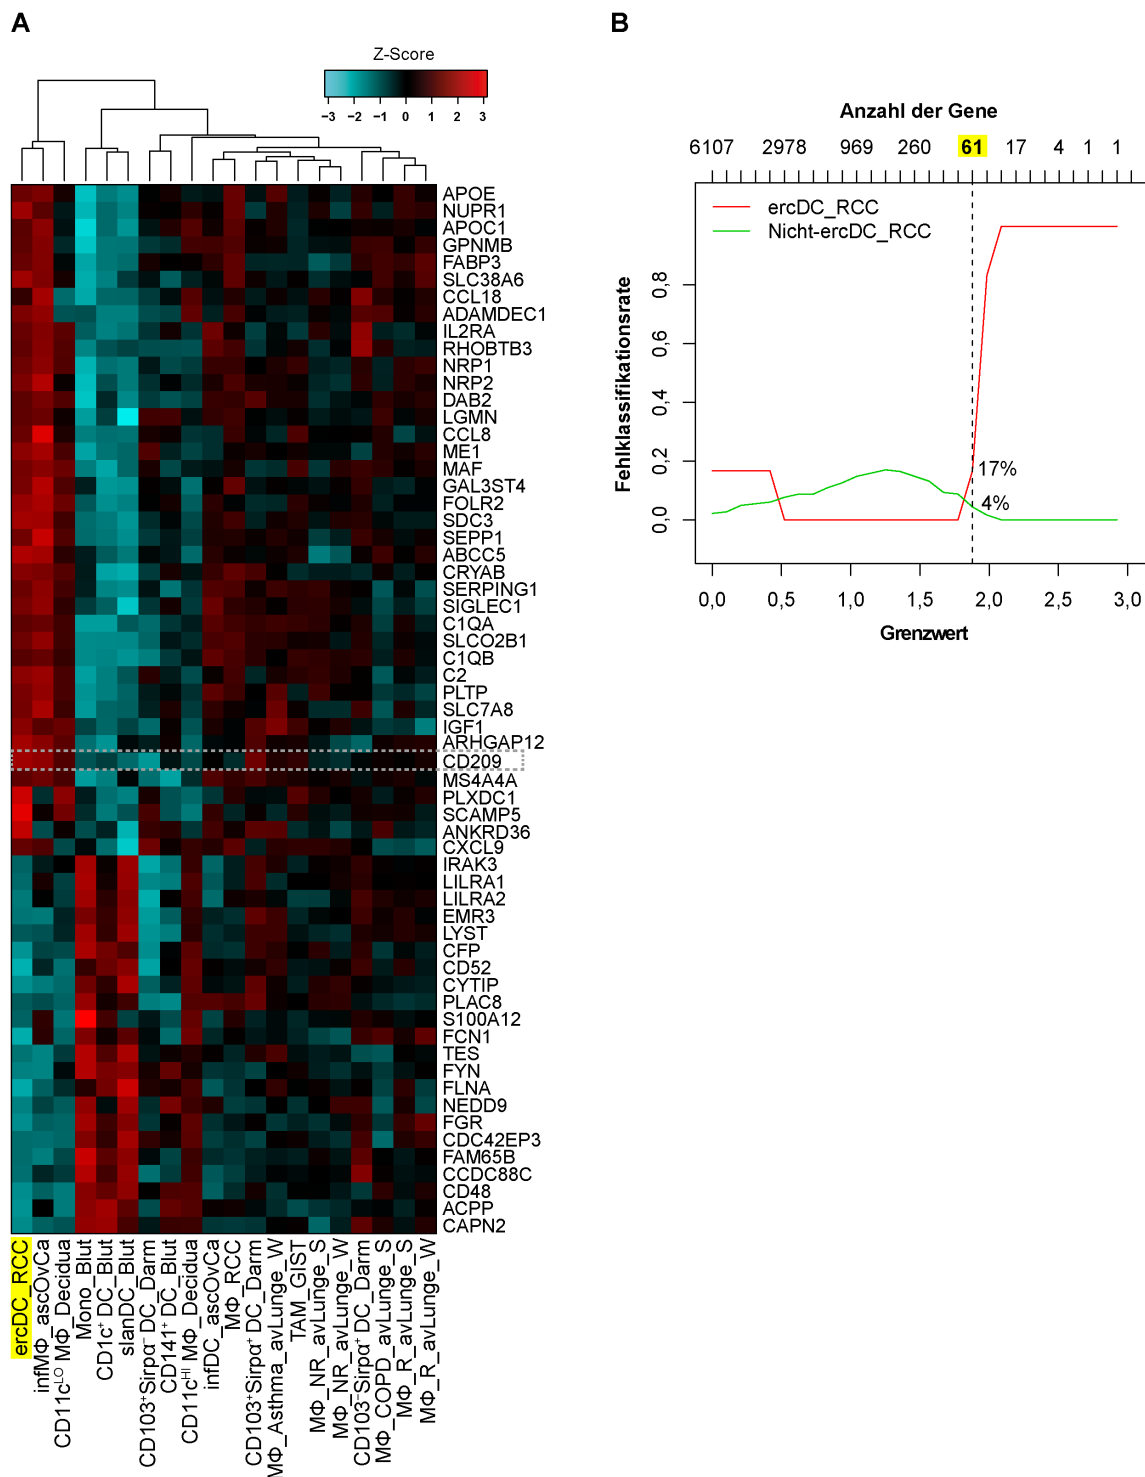 A
Z-Score
−3 −2 −1 0 1 2 3
APOE
NUPR1
APOC1
GPNMB
FABP3
SLC38A6
CCL18
ADAMDEC1
IL2RA
RHOBTB3
NRP1
NRP2
DAB2
LGMN
CCL8
ME1
MAF
GAL3ST4
FOLR2
SDC3
SEPP1
ABCC5
CRYAB
SERPING1
SIGLEC1
C1QA
SLCO2B1
C1QB
C2
PLTP
SLC7A8
IGF1
ARHGAP12
CD209
MS4A4A
PLXDC1
SCAMP5
ANKRD36
CXCL9
IRAK3
LILRA1
LILRA2
EMR3
LYST
CFP
CD52
CYTIP
PLAC8
S100A12
FCN1
TES
FYN
FLNA
NEDD9
FGR
CDC42EP3
FAM65B
CCDC88C
CD48
ACPP
CAPN2
ercDC_RCC
infMΦ_ascOvCa
CD11cᴸᴼ MΦ_Decidua
Mono_Blut
CD1c⁺ DC_Blut
slanDC_Blut
CD103⁺Sirpα⁻ DC_Darm
CD141⁺ DC_Blut
CD11cᴴᴵ MΦ_Decidua
infDC_ascOvCa
MΦ_RCC
CD103⁺Sirpα⁺ DC_Darm
MΦ_Asthma_avLunge_W
TAM_GIST
MΦ_NR_avLunge_S
MΦ_NR_avLunge_W
CD103⁻Sirpα⁺ DC_Darm
MΦ_COPD_avLunge_S
MΦ_R_avLunge_S
MΦ_R_avLunge_W
B
Anzahl der Gene
6107 2978 969 260 61 17 4 1 1
ercDC_RCC
Nicht-ercDC_RCC
Fehlklassifikationsrate
0,8
0,6
0,4
0,2
0,0
17%
4%
0,0 0,5 1,0 1,5 2,0 2,5 3,0
Grenzwert